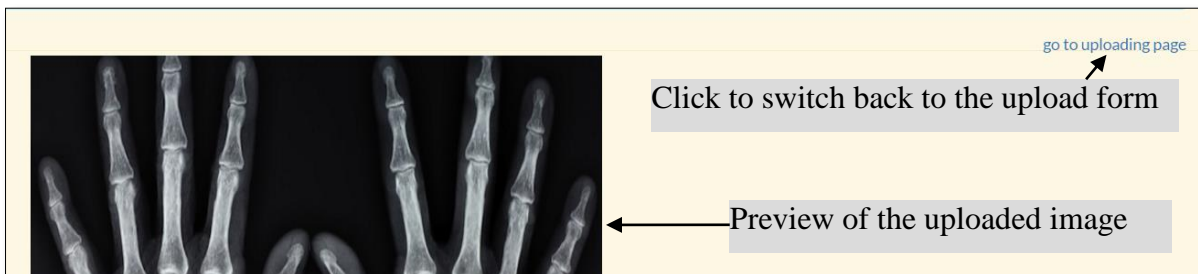 go to uploading page
Click to switch back to the upload form
Preview of the uploaded image